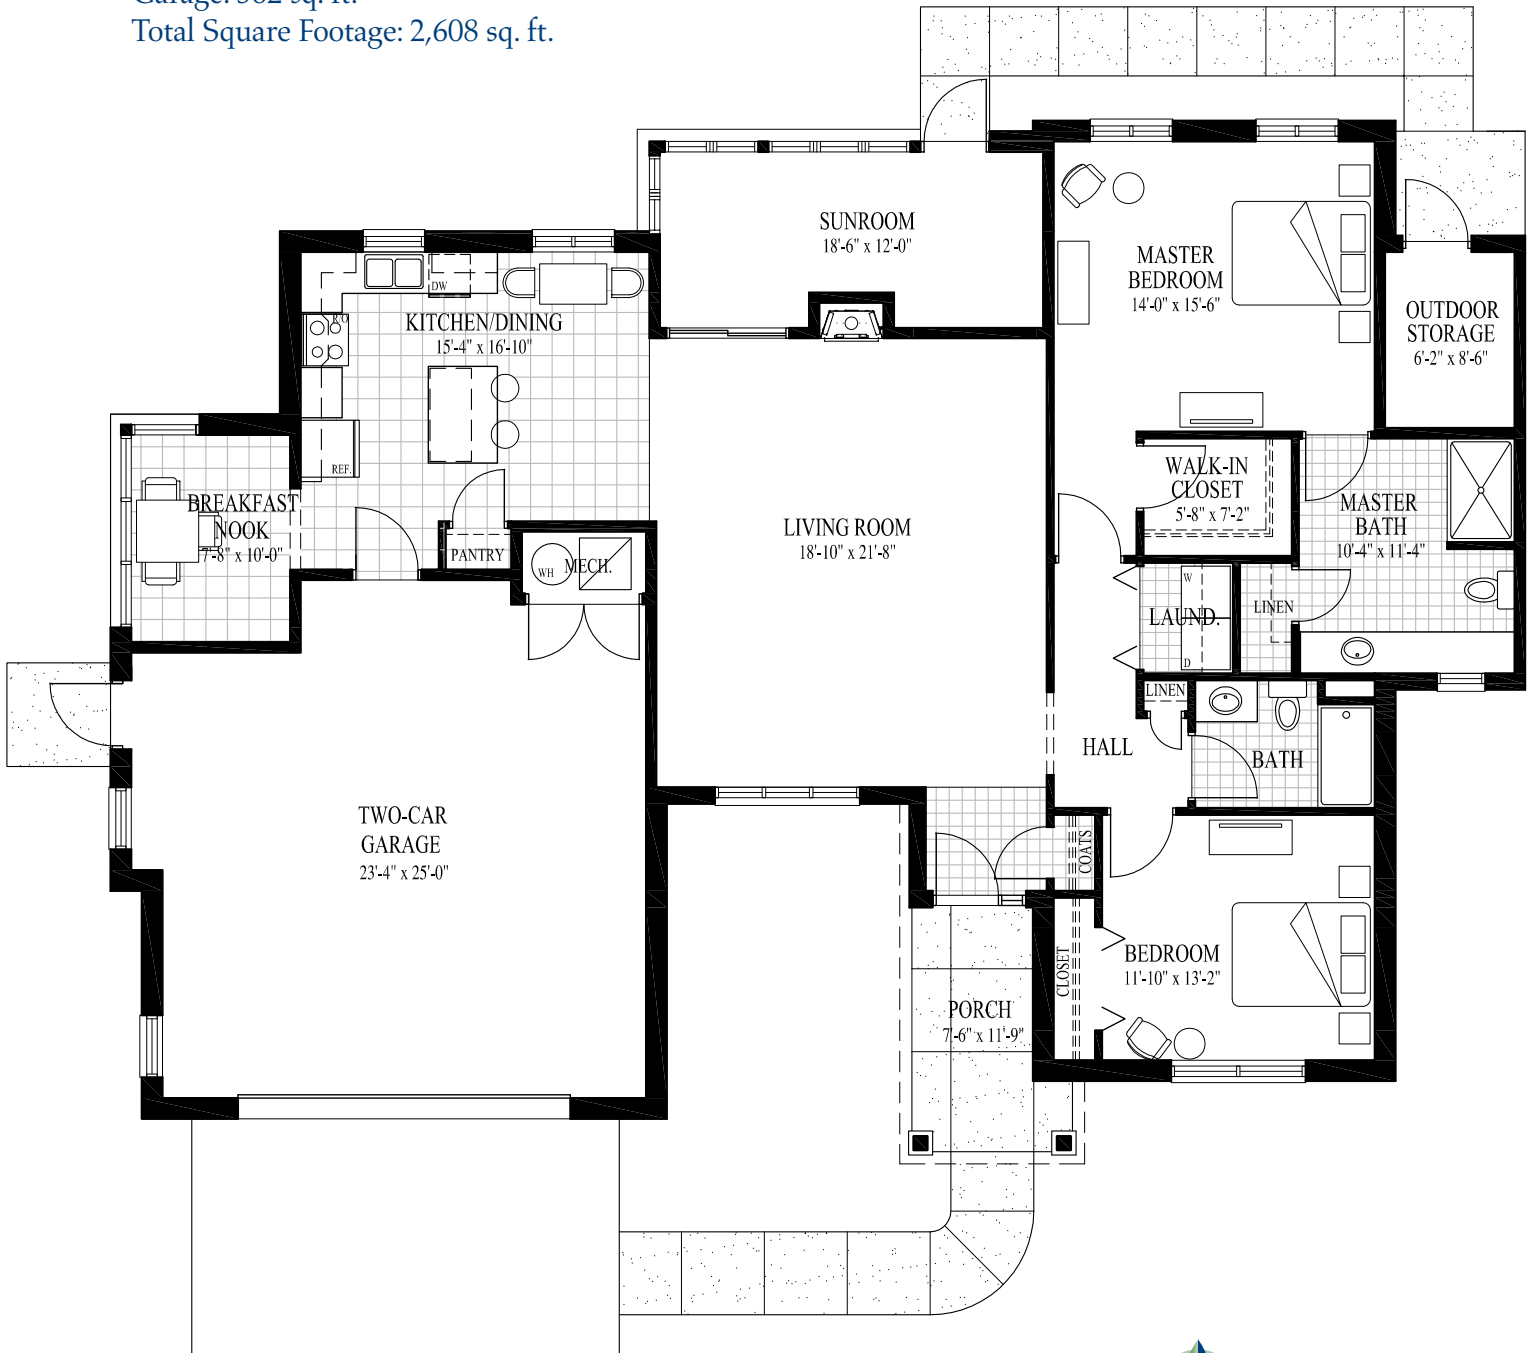 Total Square Footage: 2,608 sq. ft.
SUNROOM
18'-6" x 12'-0"
MASTER
BEDROOM
14'-0" x 15'-6"
OUTDOOR
STORAGE
6'-2" x 8'-6"
DW
R/O
KITCHEN/DINING
15'-4" x 16'-10"
REF.
BREAKFAST
NOOK
7'-8" x 10'-0"
PANTRY
WH
MECH.
LIVING ROOM
18'-10" x 21'-8"
WALK-IN
CLOSET
5'-8" x 7'-2"
MASTER
BATH
10'-4" x 11'-4"
W
LAUND.
D
LINEN
LINEN
HALL
BATH
TWO-CAR
GARAGE
23'-4" x 25'-0"
COATS
CLOSET
BEDROOM
11'-10" x 13'-2"
PORCH
7'-6" x 11'-9"